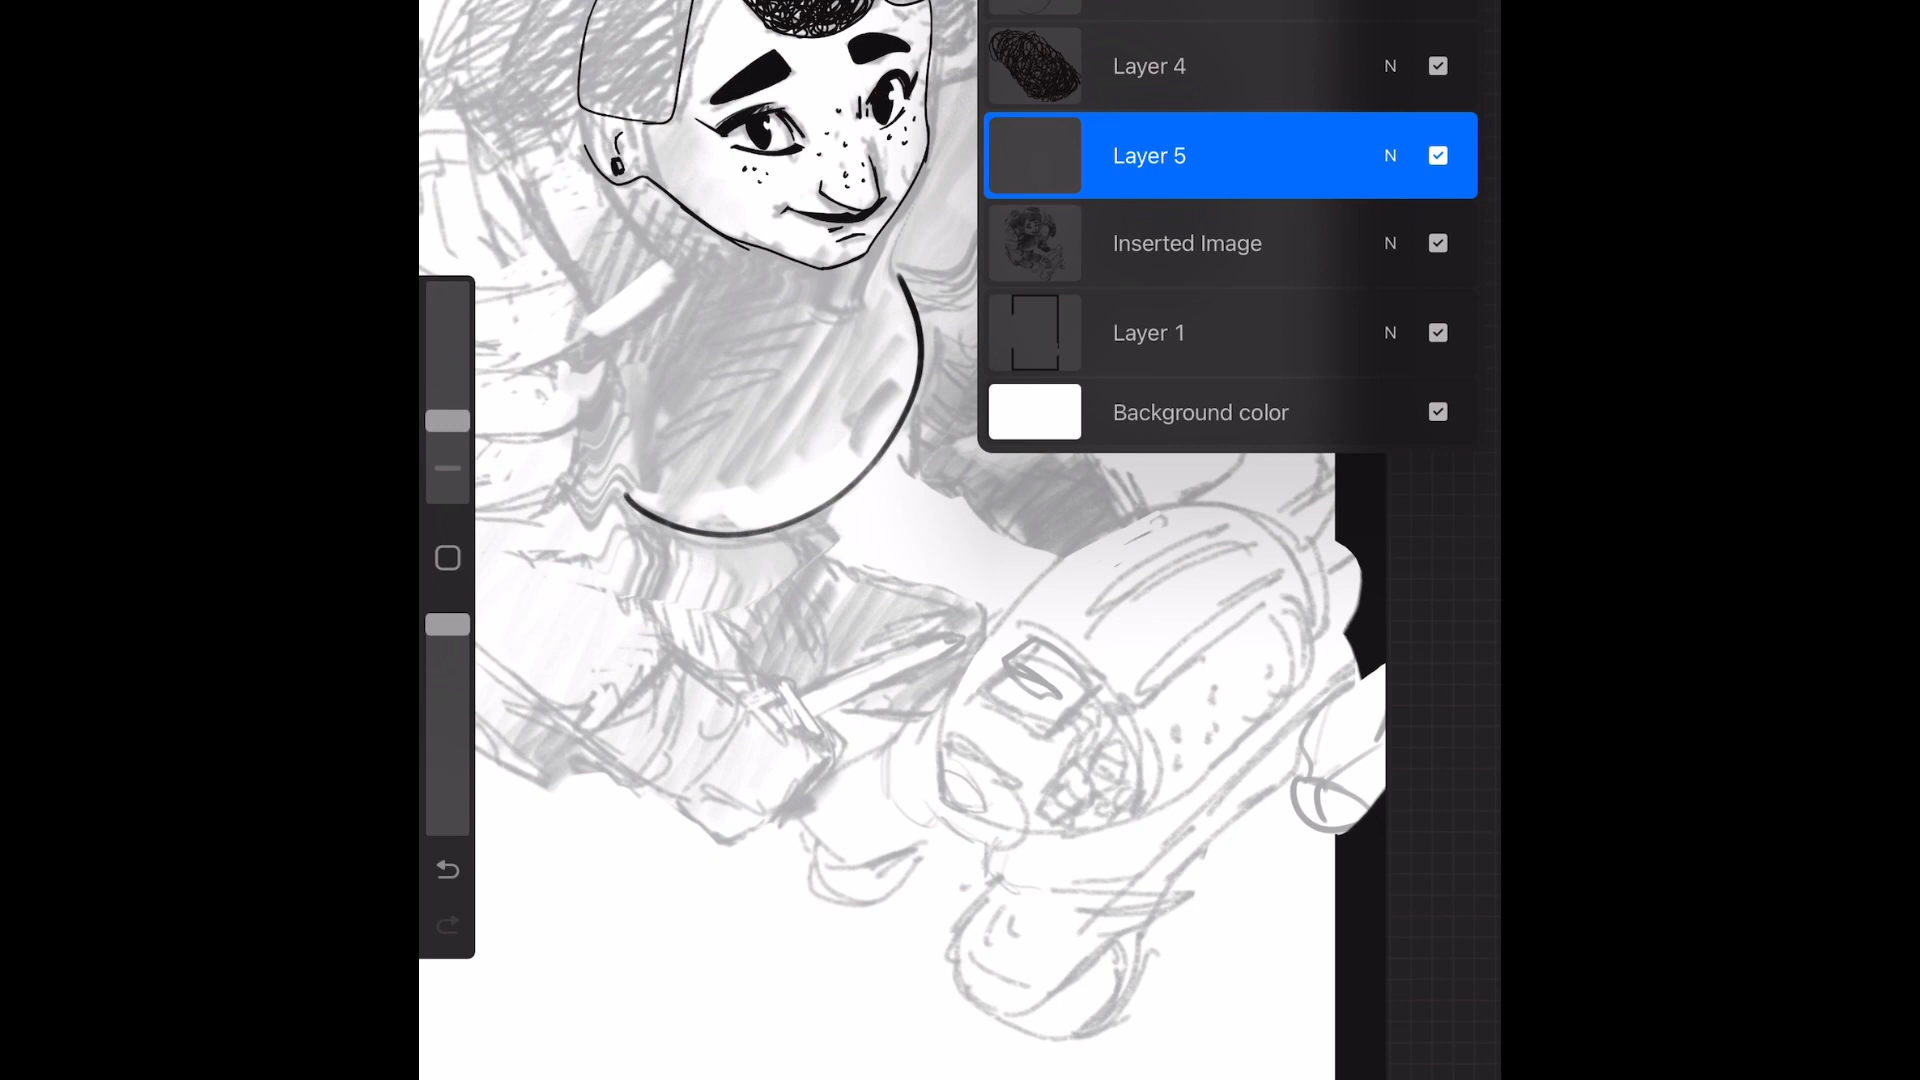 Layer 4 N
Layer 5 N
Inserted Image N
Layer 1 N
Background color